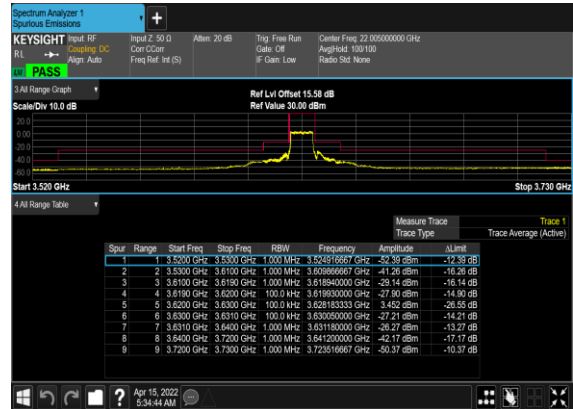 Spectrum Analyzer 1
Spurious Emissions
+
KEYSIGHT Input: RF Input Z: 50 Ω Atten: 20 dB Trig: Free Run Center Freq: 22.005000000 GHz
RL Coupling: DC Corr CCorr Gate: Off Avg|Hold: 100/100
Align: Auto Freq Ref: Int (S) IF Gain: Low Radio Std: None
PASS
3 All Range Graph
Ref Lvl Offset 15.58 dB
Scale/Div 10.0 dB Ref Value 30.00 dBm
20.0
0.00
-20.0
-40.0
-60.0
Start 3.520 GHz Stop 3.730 GHz
4 All Range Table
Measure Trace Trace 1
Trace Type Trace Average (Active)
Spur Range Start Freq Stop Freq RBW Frequency Amplitude ΔLimit
1 1 3.5200 GHz 3.5300 GHz 1.000 MHz 3.524916667 GHz -52.39 dBm -12.39 dB
2 2 3.5300 GHz 3.6100 GHz 1.000 MHz 3.609866667 GHz -41.26 dBm -16.26 dB
3 3 3.6100 GHz 3.6190 GHz 1.000 MHz 3.618940000 GHz -29.14 dBm -16.14 dB
4 4 3.6190 GHz 3.6200 GHz 100.0 kHz 3.619930000 GHz -27.90 dBm -14.90 dB
5 5 3.6200 GHz 3.6300 GHz 100.0 kHz 3.628183333 GHz 3.452 dBm -26.55 dB
6 6 3.6300 GHz 3.6310 GHz 100.0 kHz 3.630050000 GHz -27.21 dBm -14.21 dB
7 7 3.6310 GHz 3.6400 GHz 1.000 MHz 3.631180000 GHz -26.27 dBm -13.27 dB
8 8 3.6400 GHz 3.7200 GHz 1.000 MHz 3.641200000 GHz -42.17 dBm -17.17 dB
9 9 3.7200 GHz 3.7300 GHz 1.000 MHz 3.723516667 GHz -50.37 dBm -10.37 dB
? Apr 15, 2022
5:34:44 AM